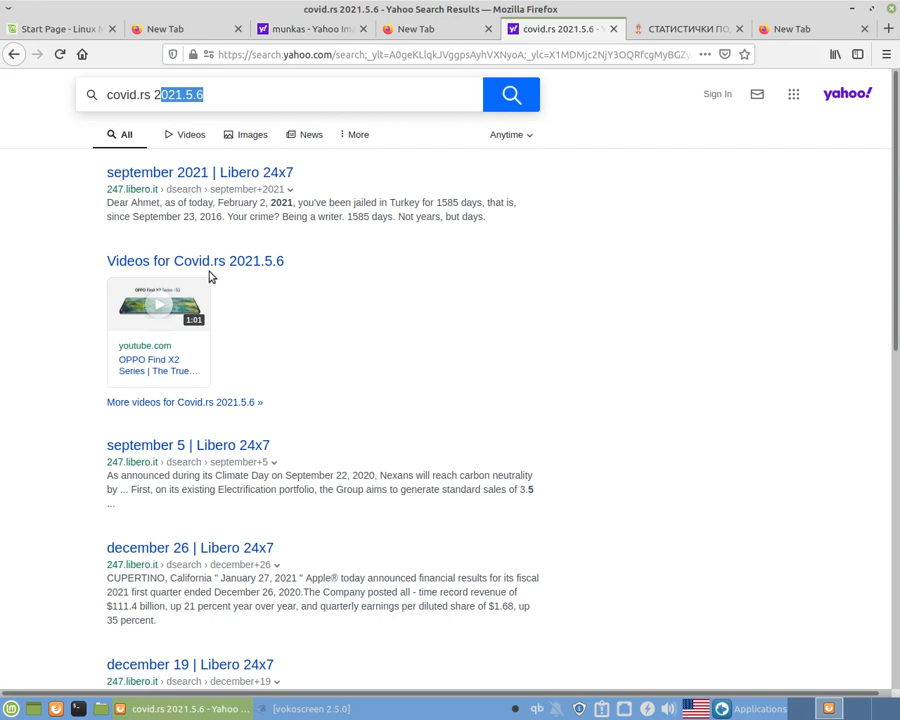 covid.rs 2021.5.6 - Yahoo Search Results — Mozilla Firefox
Start Page - Linux M
New Tab
munkas - Yahoo Im
New Tab
covid.rs 2021.5.6 - Y
СТАТИСТИЧКИ ПО
New Tab
https://search.yahoo.com/search;_ylt=A0geKLlqkJVggpsAyhVXNyoA;_ylc=X1MDMjc2NjY3OQRfcgMyBGZy
covid.rs 2021.5.6
Sign In
yahoo!
All
Videos
Images
News
More
Anytime
september 2021 | Libero 24x7
247.libero.it › dsearch › september+2021
Dear Ahmet, as of today, February 2, 2021, you've been jailed in Turkey for 1585 days, that is,
since September 23, 2016. Your crime? Being a writer. 1585 days. Not years, but days.
Videos for Covid.rs 2021.5.6
OPPO Find X2 Series | 5G
1:01
youtube.com
OPPO Find X2
Series | The True...
More videos for Covid.rs 2021.5.6 »
september 5 | Libero 24x7
247.libero.it › dsearch › september+5
As announced during its Climate Day on September 22, 2020, Nexans will reach carbon neutrality
by ... First, on its existing Electrification portfolio, the Group aims to generate standard sales of 3.5
...
december 26 | Libero 24x7
247.libero.it › dsearch › december+26
CUPERTINO, California " January 27, 2021 " Apple® today announced financial results for its fiscal
2021 first quarter ended December 26, 2020.The Company posted all - time record revenue of
$111.4 billion, up 21 percent year over year, and quarterly earnings per diluted share of $1.68, up
35 percent.
december 19 | Libero 24x7
247.libero.it › dsearch › december+19
covid.rs 2021.5.6 - Yahoo ...
[vokoscreen 2.5.0]
qb
Applications